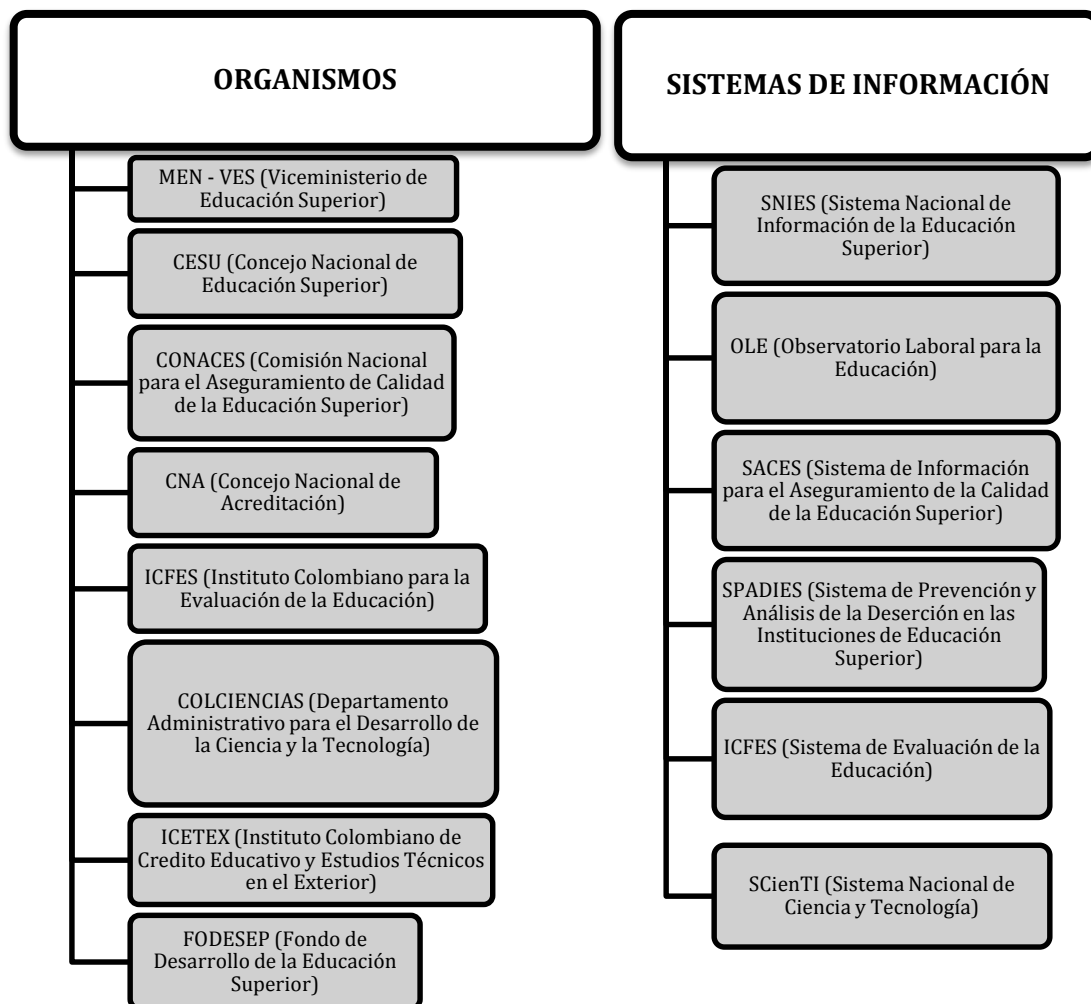 ORGANISMOS
MEN - VES (Viceministerio de
Educación Superior)
CESU (Concejo Nacional de
Educación Superior)
CONACES (Comisión Nacional
para el Aseguramiento de Calidad
de la Educación Superior)
CNA (Concejo Nacional de
Acreditación)
ICFES (Instituto Colombiano para la
Evaluación de la Educación)
COLCIENCIAS (Departamento
Administrativo para el Desarrollo de
la Ciencia y la Tecnología)
ICETEX (Instituto Colombiano de
Credito Educativo y Estudios Técnicos
en el Exterior)
FODESEP (Fondo de
Desarrollo de la Educación
Superior)
SISTEMAS DE INFORMACIÓN
SNIES (Sistema Nacional de
Información de la Educación
Superior)
OLE (Observatorio Laboral para la
Educación)
SACES (Sistema de Información
para el Aseguramiento de la Calidad
de la Educación Superior)
SPADIES (Sistema de Prevención y
Análisis de la Deserción en las
Instituciones de Educación
Superior)
ICFES (Sistema de Evaluación de la
Educación)
SCienTI (Sistema Nacional de
Ciencia y Tecnología)